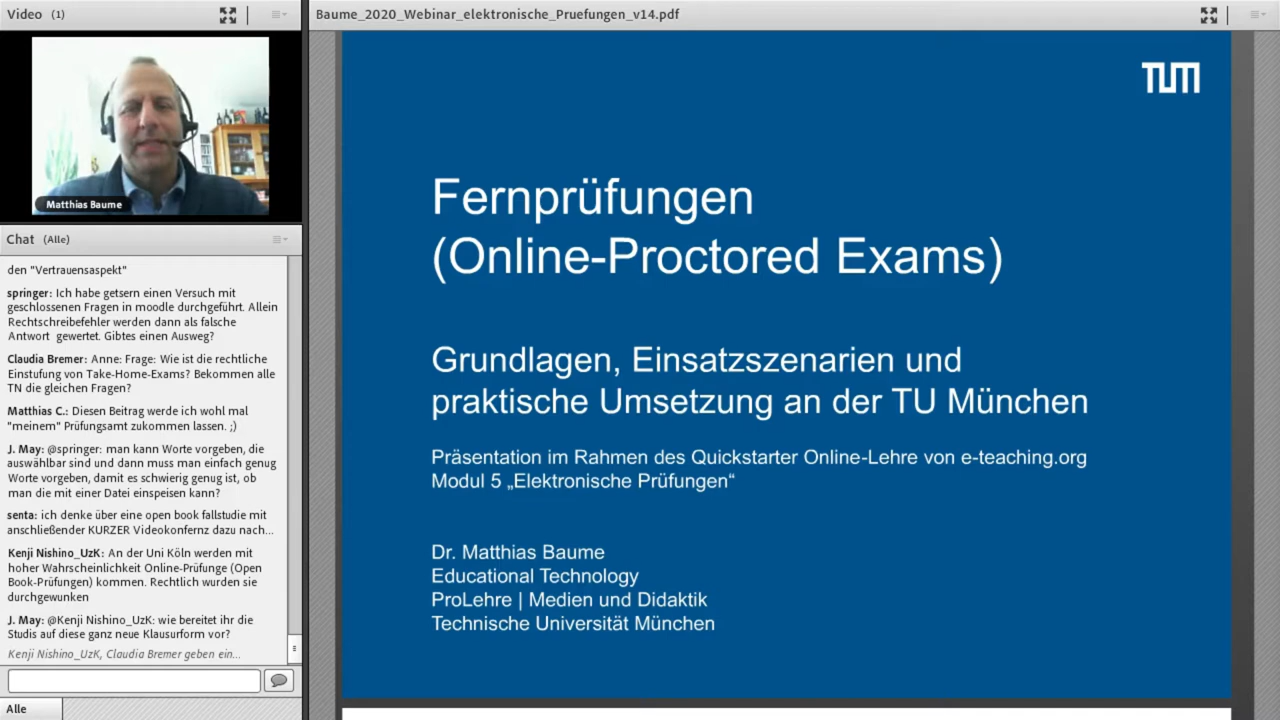 Video (1)
Matthias Baume
Chat (Alle)
den "Vertrauensaspekt"
springer: Ich habe getsern einen Versuch mit
geschlossenen Fragen in moodle durchgeführt. Allein
Rechtschreibefehler werden dann als falsche
Antwort gewertet. Gibtes einen Ausweg?
Claudia Bremer: Anne: Frage: Wie ist die rechtliche
Einstufung von Take-Home-Exams? Bekommen alle
TN die gleichen Fragen?
Matthias C.: Diesen Beitrag werde ich wohl mal
"meinem" Prüfungsamt zukommen lassen. ;)
J. May: @springer: man kann Worte vorgeben, die
auswählbar sind und dann muss man einfach genug
Worte vorgeben, damit es schwierig genug ist, ob
man die mit einer Datei einspeisen kann?
senta: ich denke über eine open book fallstudie mit
anschließender KURZER Videokonfernz dazu nach...
Kenji Nishino_UzK: An der Uni Köln werden mit
hoher Wahrscheinlichkeit Online-Prüfunge (Open
Book-Prüfungen) kommen. Rechtlich wurden sie
durchgewunken
J. May: @Kenji Nishino_UzK: wie bereitet ihr die
Studis auf diese ganz neue Klausurform vor?
Kenji Nishino_UzK, Claudia Bremer geben ein...
Alle
Baume_2020_Webinar_elektronische_Pruefungen_v14.pdf
TUM
Fernprüfungen
(Online-Proctored Exams)
Grundlagen, Einsatzszenarien und
praktische Umsetzung an der TU München
Präsentation im Rahmen des Quickstarter Online-Lehre von e-teaching.org
Modul 5 „Elektronische Prüfungen“
Dr. Matthias Baume
Educational Technology
ProLehre | Medien und Didaktik
Technische Universität München